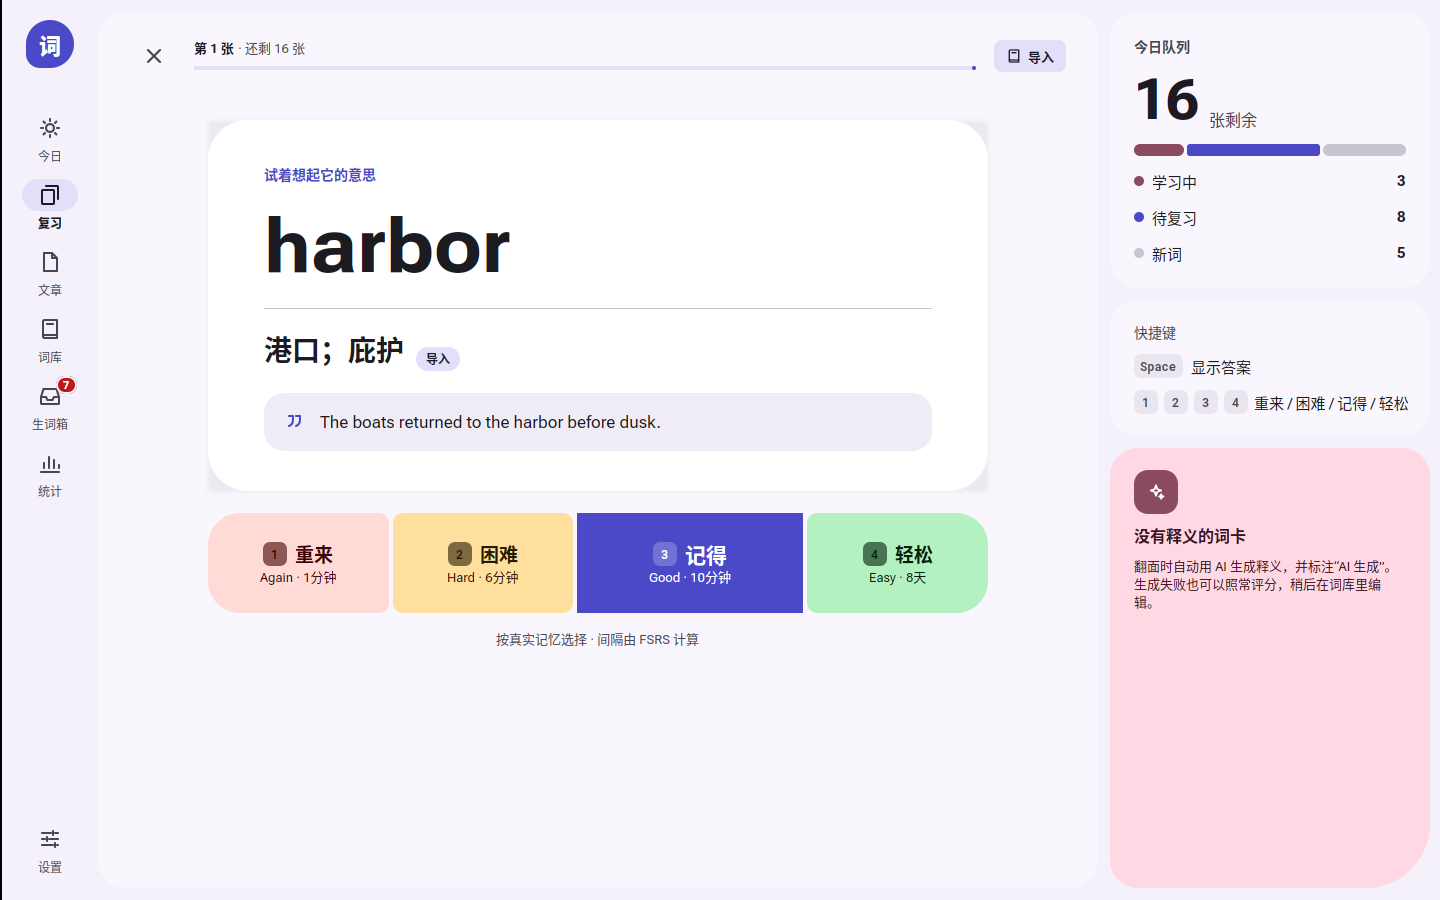 词
今日
复习
文章
词库
7
生词箱
统计
设置
第 1 张 · 还剩 16 张
导入
试着想起它的意思
harbor
港口；庇护 导入
The boats returned to the harbor before dusk.
1 重来
Again · 1分钟
2 困难
Hard · 6分钟
3 记得
Good · 10分钟
4 轻松
Easy · 8天
按真实记忆选择 · 间隔由 FSRS 计算
今日队列
16 张剩余
学习中 3
待复习 8
新词 5
快捷键
Space 显示答案
1 2 3 4 重来 / 困难 / 记得 / 轻松
没有释义的词卡
翻面时自动用 AI 生成释义，并标注“AI 生成”。
生成失败也可以照常评分，稍后在词库里编
辑。